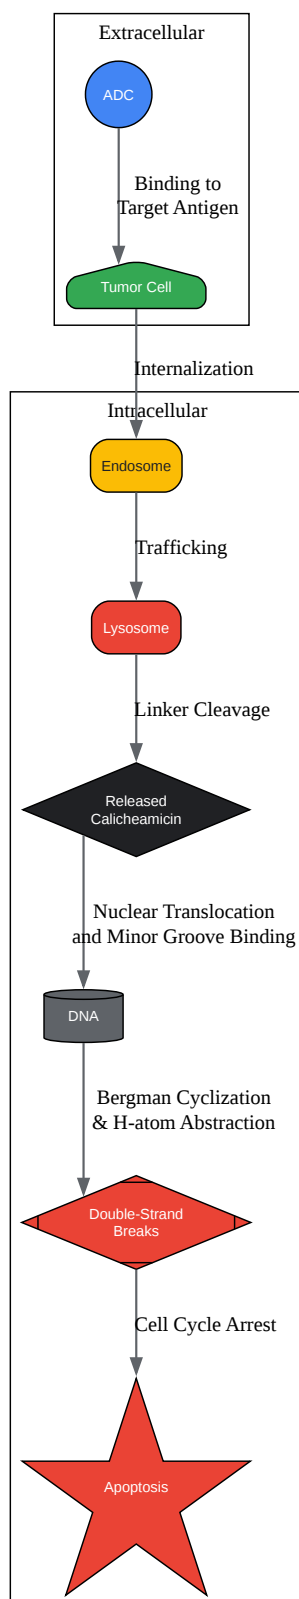 Extracellular
ADC
Binding to
Target Antigen
Tumor Cell
Internalization
Intracellular
Endosome
Trafficking
Lysosome
Linker Cleavage
Released
Calicheamicin
Nuclear Translocation
and Minor Groove Binding
DNA
Bergman Cyclization
& H-atom Abstraction
Double-Strand
Breaks
Cell Cycle Arrest
Apoptosis